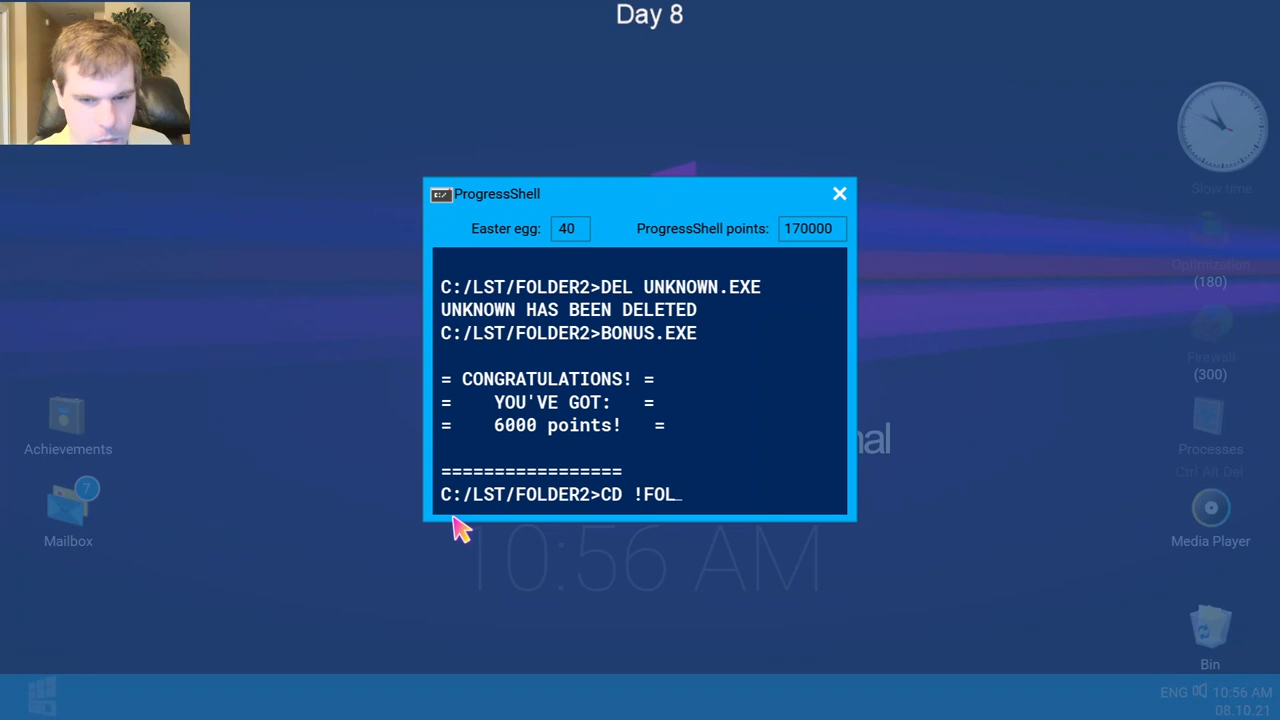 Day 8
ProgressShell
Easter egg: 40 ProgressShell points: 170000
C:/LST/FOLDER2>DEL UNKNOWN.EXE
UNKNOWN HAS BEEN DELETED
C:/LST/FOLDER2>BONUS.EXE
= CONGRATULATIONS! =
= YOU'VE GOT: =
= 6000 points! =
=================
C:/LST/FOLDER2>CD !FOL_
Slow time
Optimization
(180)
Firewall
(300)
Processes
Ctrl Alt Del
Media Player
Bin
Achievements
7
Mailbox
nal
10:56 AM
ENG 10:56 AM
08.10.21